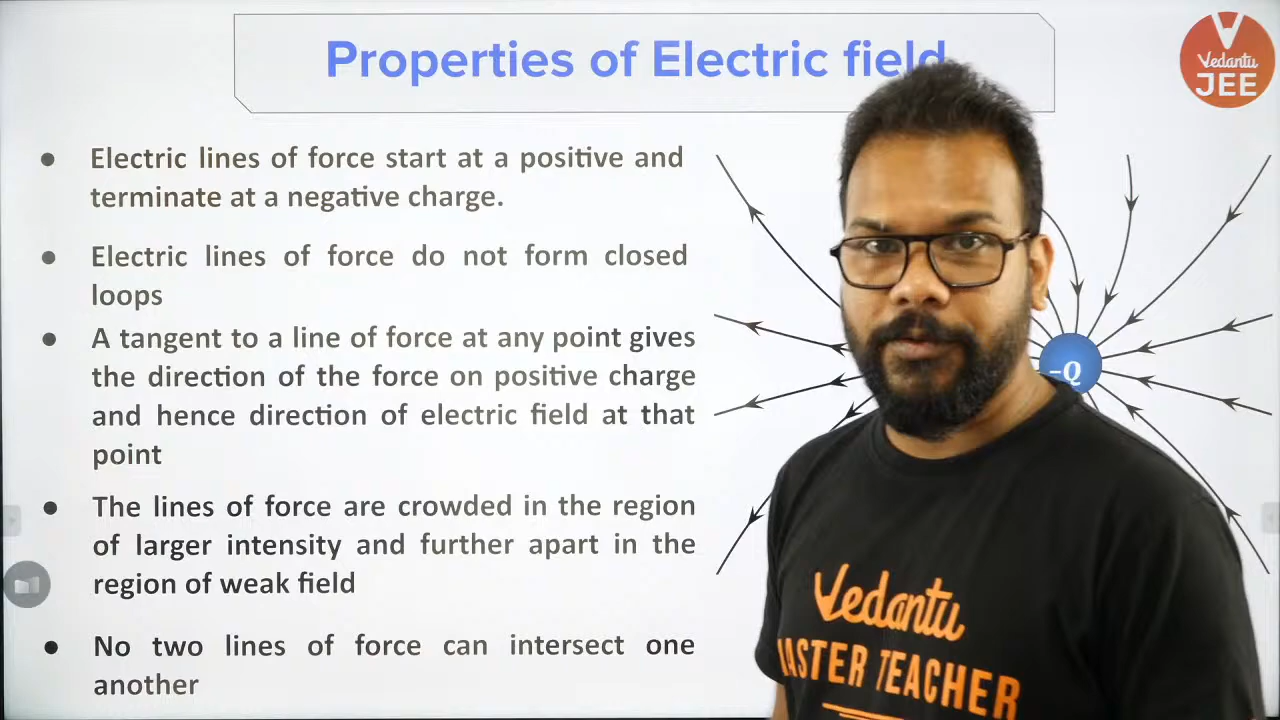 Properties of Electric field
Vedantu
JEE
Electric lines of force start at a positive and
terminate at a negative charge.
Electric lines of force do not form closed
loops
A tangent to a line of force at any point gives
the direction of the force on positive charge
and hence direction of electric field at that
point
The lines of force are crowded in the region
of larger intensity and further apart in the
region of weak field
No two lines of force can intersect one
another
-Q
Vedantu
MASTER TEACHER